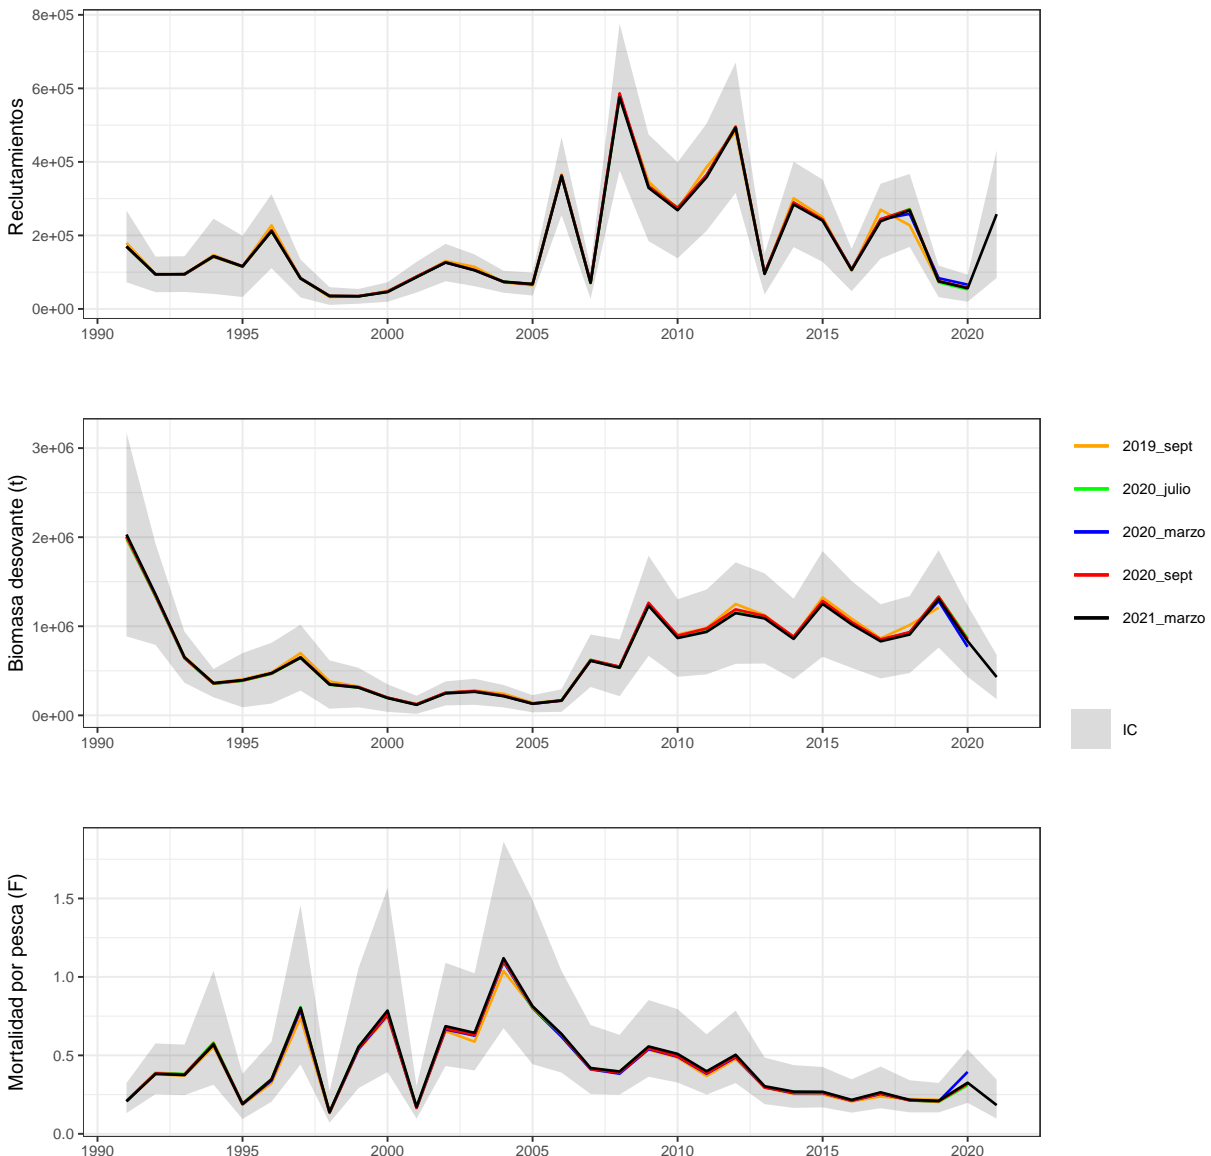 Reclutamientos
8e+05
6e+05
4e+05
2e+05
0e+00
1990 1995 2000 2005 2010 2015 2020
Biomasa desovante (t)
3e+06
2e+06
1e+06
0e+00
1990 1995 2000 2005 2010 2015 2020
2019_sept
2020_julio
2020_marzo
2020_sept
2021_marzo
IC
Mortalidad por pesca (F)
1.5
1.0
0.5
0.0
1990 1995 2000 2005 2010 2015 2020